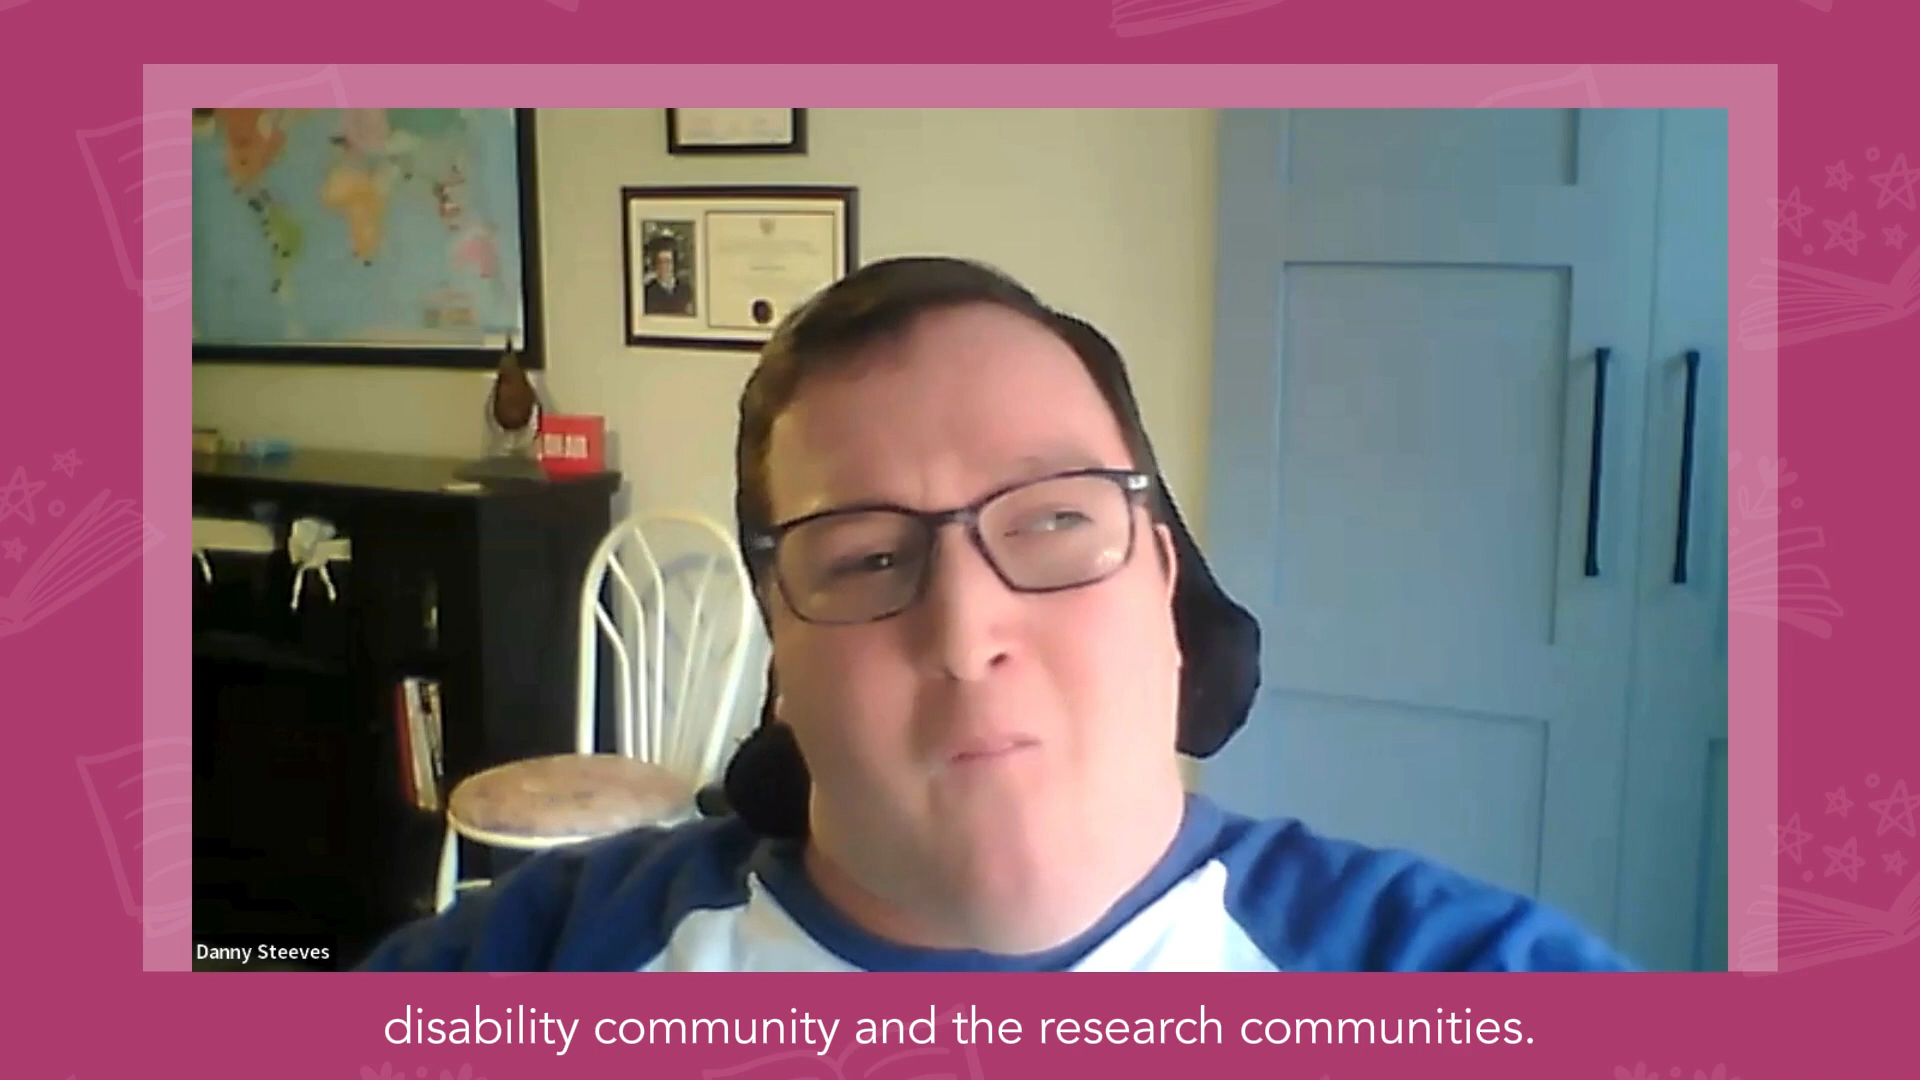 Danny Steeves
disability community and the research communities.